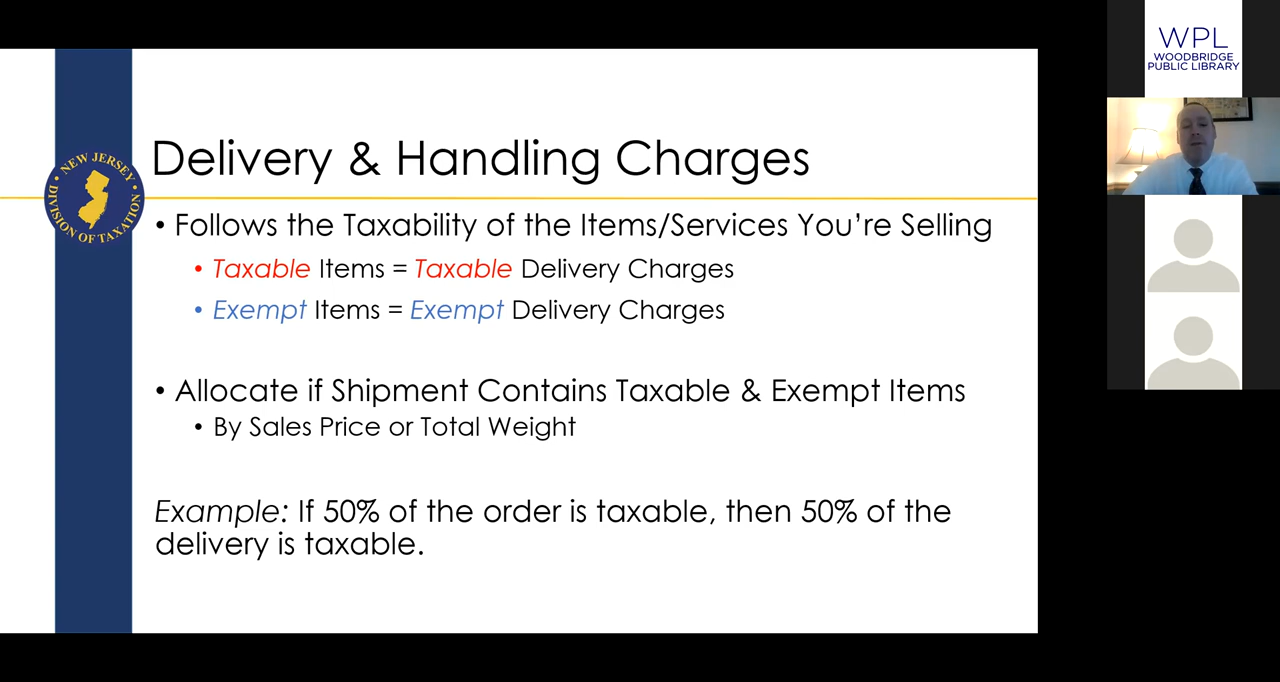 Delivery & Handling Charges
NEW JERSEY
DIVISION OF TAXATION
• Follows the Taxability of the Items/Services You’re Selling
• Taxable Items = Taxable Delivery Charges
• Exempt Items = Exempt Delivery Charges
• Allocate if Shipment Contains Taxable & Exempt Items
• By Sales Price or Total Weight
Example: If 50% of the order is taxable, then 50% of the
delivery is taxable.
WPL
WOODBRIDGE
PUBLIC LIBRARY